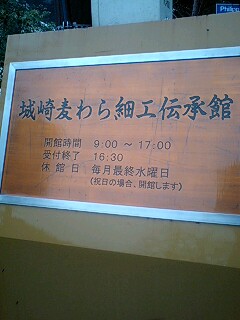 城崎麦わら細工伝承館
開館時間 9:00 ～ 17:00
受付終了 16:30
休館日 毎月最終水曜日
(祝日の場合、開館します)